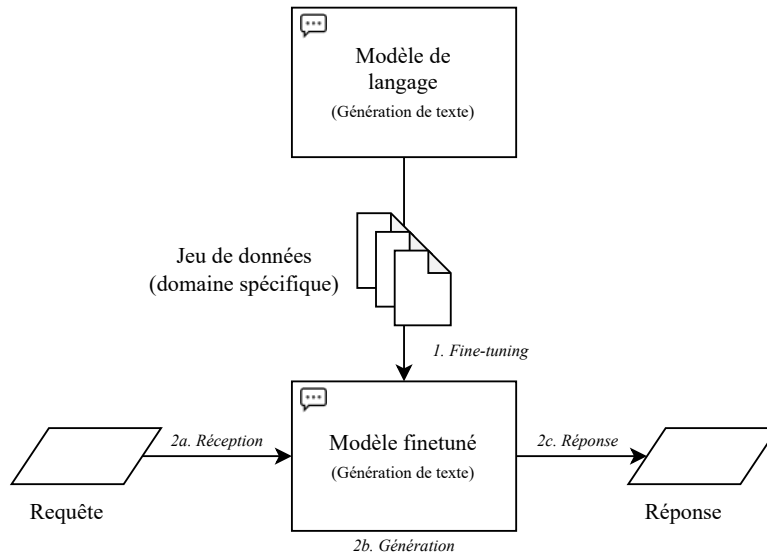 Modèle de
langage
(Génération de texte)
Jeu de données
(domaine spécifique)
1. Fine-tuning
2a. Réception
Modèle finetuné
(Génération de texte)
2c. Réponse
Requête
Réponse
2b. Génération